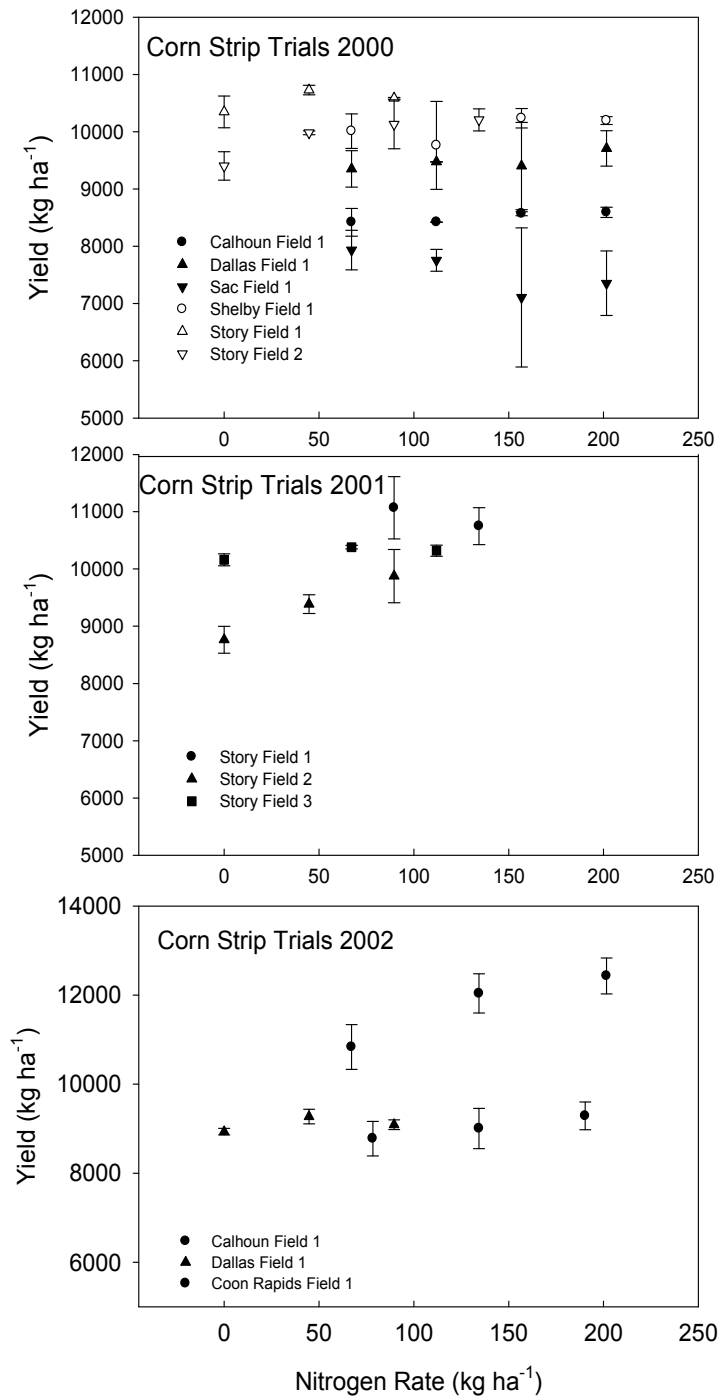 Corn Strip Trials 2000
Yield (kg ha⁻¹)
12000
11000
10000
9000
8000
7000
6000
5000
Calhoun Field 1
Dallas Field 1
Sac Field 1
Shelby Field 1
Story Field 1
Story Field 2
0 50 100 150 200 250
Corn Strip Trials 2001
Yield (kg ha⁻¹)
12000
11000
10000
9000
8000
7000
6000
5000
Story Field 1
Story Field 2
Story Field 3
0 50 100 150 200 250
Corn Strip Trials 2002
Yield (kg ha⁻¹)
14000
12000
10000
8000
6000
Calhoun Field 1
Dallas Field 1
Coon Rapids Field 1
0 50 100 150 200 250
Nitrogen Rate (kg ha⁻¹)